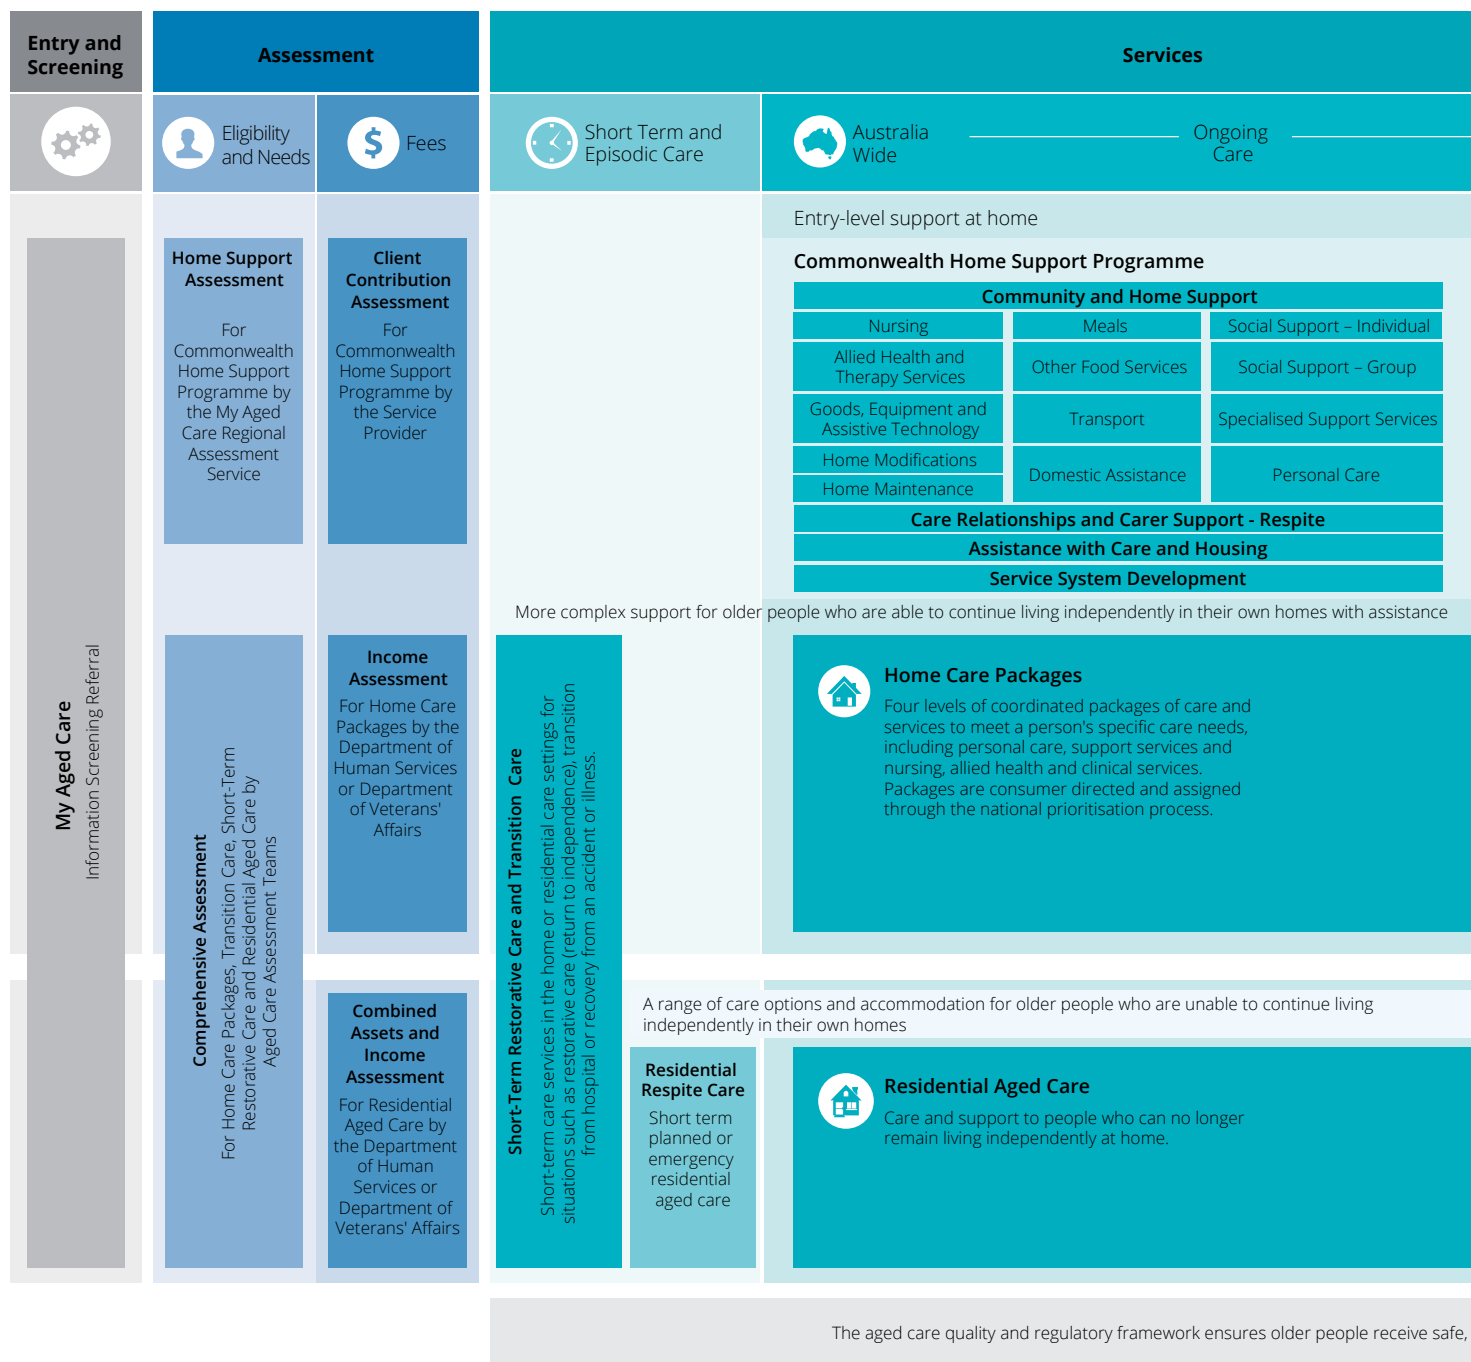 Entry and
Screening
Assessment
Services
Eligibility
and Needs
Fees
Short Term and
Episodic Care
Australia
Wide
Ongoing
Care
My Aged Care
Information Screening Referral
Home Support
Assessment
For
Commonwealth
Home Support
Programme by
the My Aged
Care Regional
Assessment
Service
Client
Contribution
Assessment
For
Commonwealth
Home Support
Programme by
the Service
Provider
Entry-level support at home
Commonwealth Home Support Programme
Community and Home Support
Nursing
Meals
Social Support – Individual
Allied Health and
Therapy Services
Other Food Services
Social Support – Group
Goods, Equipment and
Assistive Technology
Transport
Specialised Support Services
Home Modifications
Home Maintenance
Domestic Assistance
Personal Care
Care Relationships and Carer Support - Respite
Assistance with Care and Housing
Service System Development
More complex support for older people who are able to continue living independently in their own homes with assistance
Comprehensive Assessment
For Home Care Packages, Transition Care, Short-Term
Restorative Care and Residential Aged Care by
Aged Care Assessment Teams
Income
Assessment
For Home Care
Packages by the
Department of
Human Services
or Department
of Veterans'
Affairs
Short-Term Restorative Care and Transition Care
Short-term care services in the home or residential care settings for
situations such as restorative care (return to independence), transition
from hospital or recovery from an accident or illness.
Home Care Packages
Four levels of coordinated packages of care and
services to meet a person's specific care needs,
including personal care, support services and
nursing, allied health and clinical services.
Packages are consumer directed and assigned
through the national prioritisation process.
Combined
Assets and
Income
Assessment
For Residential
Aged Care by
the Department
of Human
Services or
Department of
Veterans' Affairs
A range of care options and accommodation for older people who are unable to continue living
independently in their own homes
Residential
Respite Care
Short term
planned or
emergency
residential
aged care
Residential Aged Care
Care and support to people who can no longer
remain living independently at home.
The aged care quality and regulatory framework ensures older people receive safe,